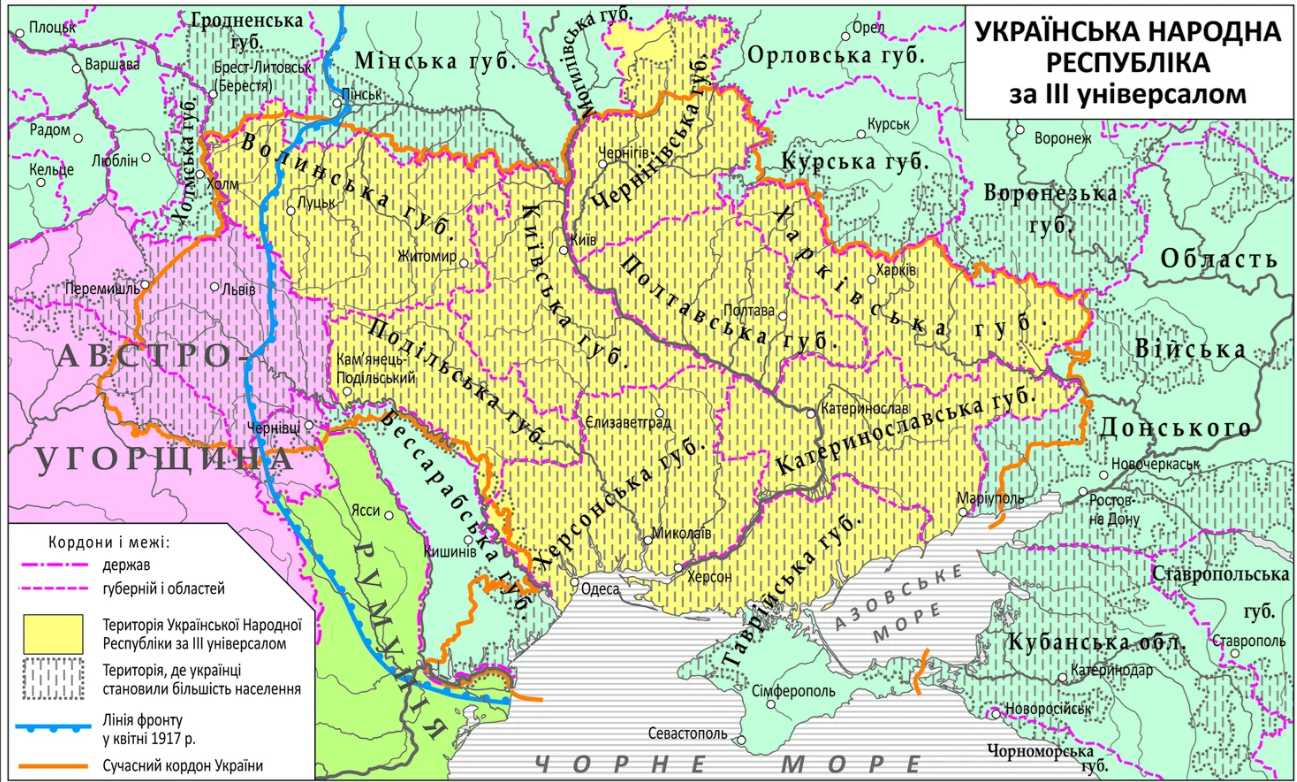 УКРАЇНСЬКА НАРОДНА
РЕСПУБЛІКА
за III універсалом
Плоцьк
Варшава
Радом
Кельце
Люблін
Холм
Холмська губ.
Гродненська
губ.
Брест-Литовськ
(Берестя)
Пінськ
Мінська губ.
Могилівська губ.
Орел
Орловська губ.
Курськ
Курська губ.
Воронеж
Воронезька
губ.
Область
Війська
Донського
Волинська губ.
Луцьк
Житомир
Київська губ.
Київ
Чернігів
Чернігівська губ.
Полтавська губ.
Полтава
Харківська губ.
Харків
Перемишль
Львів
АВСТРО-
УГОРЩИНА
Чернівці
Кам'янець-
Подільський
Подільська губ.
Єлизаветград
Катеринослав
Катеринославська губ.
Бессарабська губ.
Кишинів
Ясси
РУМУНІЯ
Херсонська губ.
Миколаїв
Херсон
Одеса
Таврійська губ.
Маріуполь
Новочеркаськ
Ростов-
на Дону
АЗОВСЬКЕ
МОРЕ
Ставропольська
губ.
Ставрополь
Кубанська обл.
Катеринодар
Новоросійськ
Чорноморська
губ.
Сімферополь
Севастополь
ЧОРНЕ МОРЕ
Кордони і межі:
держав
губерній і областей
Територія Української Народної
Республіки за III універсалом
Територія, де українці
становили більшість населення
Лінія фронту
у квітні 1917 р.
Сучасний кордон України